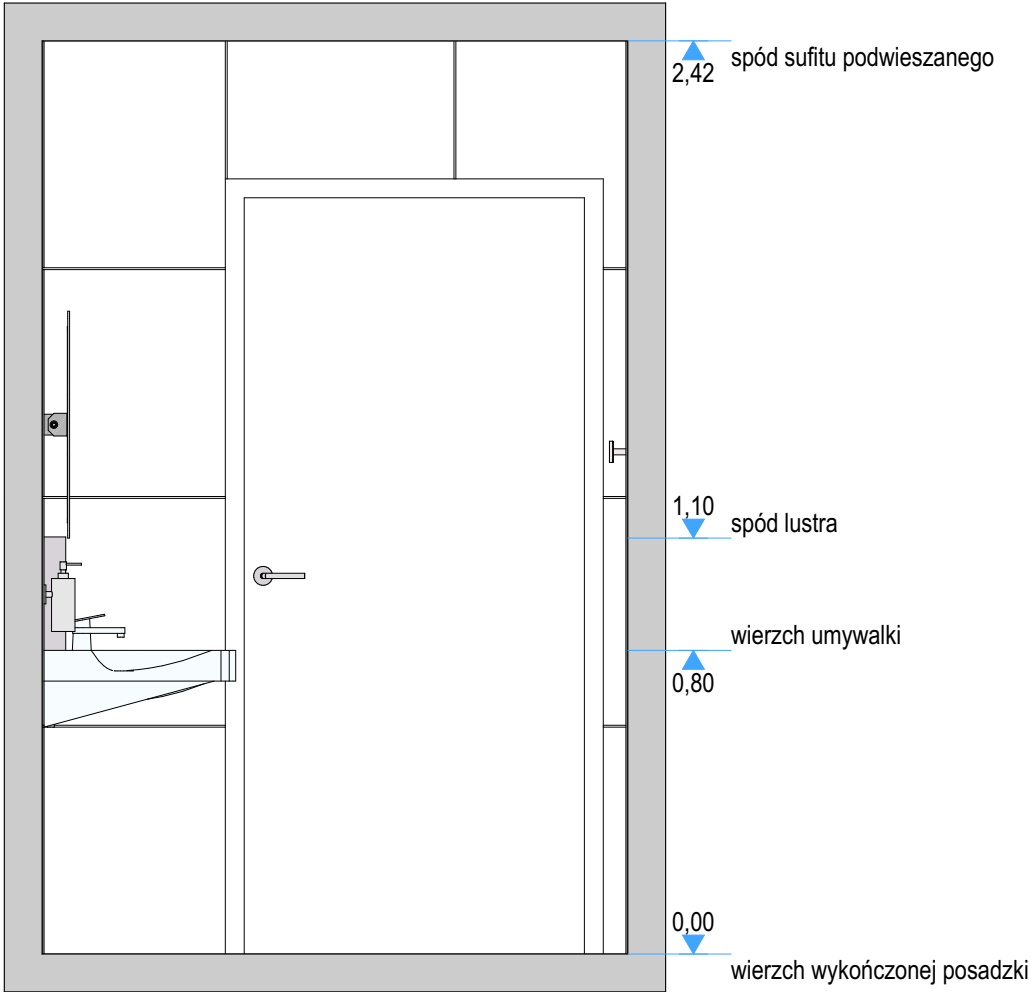 spód sufitu podwieszanego
2,42
1,10
spód lustra
wierzch umywalki
0,80
0,00
wierzch wykończonej posadzki